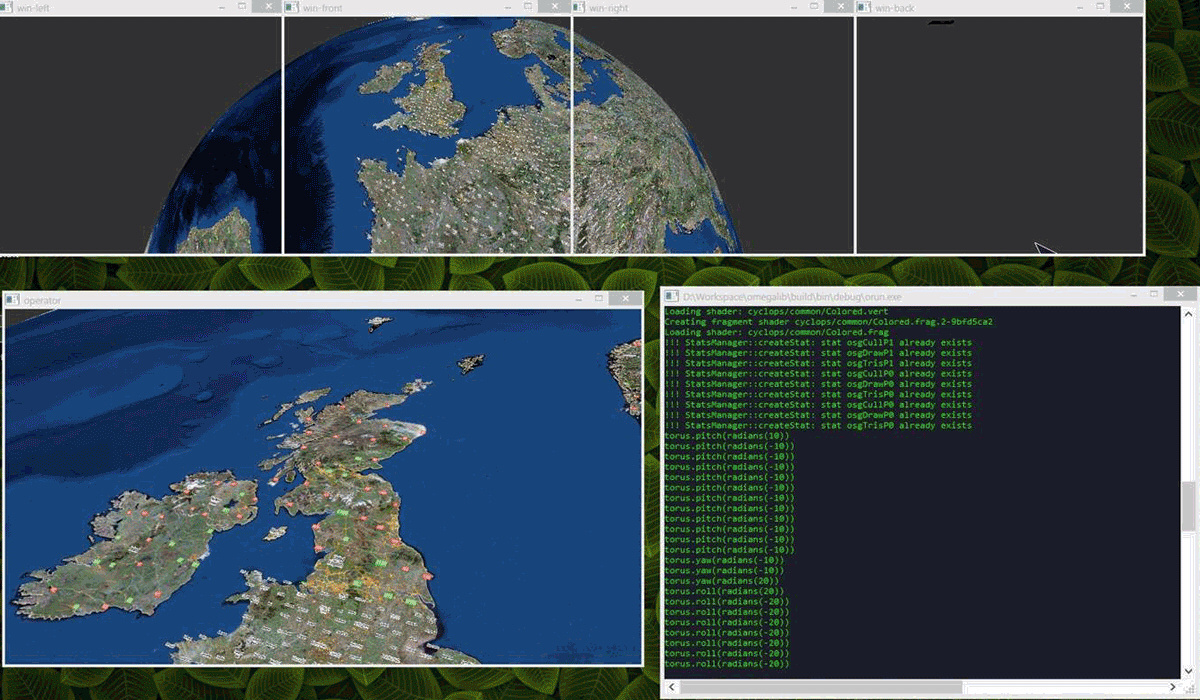 win-left
win-front
win-right
win-back
operator
D:\Workspace\omegalib\build\bin\debug\orun.exe
Loading shader: cyclops/common/Colored.vert
Creating fragment shader cyclops/common/Colored.frag.2-9bfd5ca2
Loading shader: cyclops/common/Colored.frag
!!! StatsManager::createStat: stat osgCullP1 already exists
!!! StatsManager::createStat: stat osgDrawP1 already exists
!!! StatsManager::createStat: stat osgTrisP1 already exists
!!! StatsManager::createStat: stat osgCullP0 already exists
!!! StatsManager::createStat: stat osgDrawP0 already exists
!!! StatsManager::createStat: stat osgTrisP0 already exists
!!! StatsManager::createStat: stat osgCullP0 already exists
!!! StatsManager::createStat: stat osgDrawP0 already exists
!!! StatsManager::createStat: stat osgTrisP0 already exists
torus.pitch(radians(10))
torus.pitch(radians(-10))
torus.pitch(radians(-10))
torus.pitch(radians(-10))
torus.pitch(radians(-10))
torus.pitch(radians(-10))
torus.pitch(radians(-10))
torus.pitch(radians(-10))
torus.pitch(radians(-10))
torus.pitch(radians(-10))
torus.pitch(radians(-10))
torus.pitch(radians(-10))
torus.yaw(radians(-10))
torus.yaw(radians(-10))
torus.yaw(radians(20))
torus.roll(radians(20))
torus.roll(radians(-20))
torus.roll(radians(-20))
torus.roll(radians(-20))
torus.roll(radians(-20))
torus.roll(radians(-20))
torus.roll(radians(-20))
torus.roll(radians(-20))